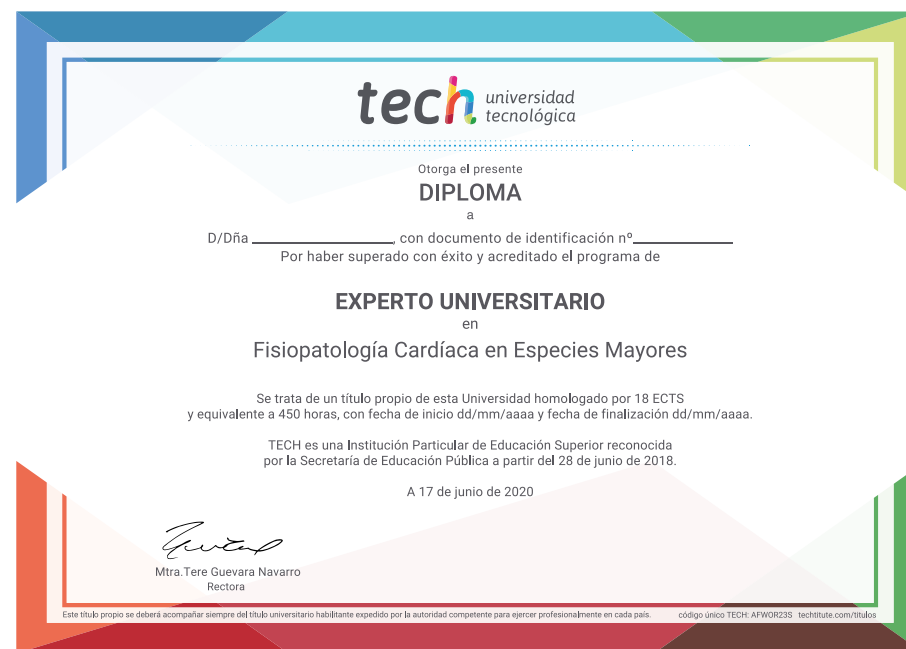 tech universidad
tecnológica
Otorga el presente
DIPLOMA
a
D/Dña ____________________, con documento de identificación nº______________
Por haber superado con éxito y acreditado el programa de
EXPERTO UNIVERSITARIO
en
Fisiopatología Cardíaca en Especies Mayores
Se trata de un título propio de esta Universidad homologado por 18 ECTS
y equivalente a 450 horas, con fecha de inicio dd/mm/aaaa y fecha de finalización dd/mm/aaaa.
TECH es una Institución Particular de Educación Superior reconocida
por la Secretaría de Educación Pública a partir del 28 de junio de 2018.
A 17 de junio de 2020
Mtra.Tere Guevara Navarro
Rectora
Este título propio se deberá acompañar siempre del título universitario habilitante expedido por la autoridad competente para ejercer profesionalmente en cada país. código único TECH: AFWOR23S techtitute.com/titulos